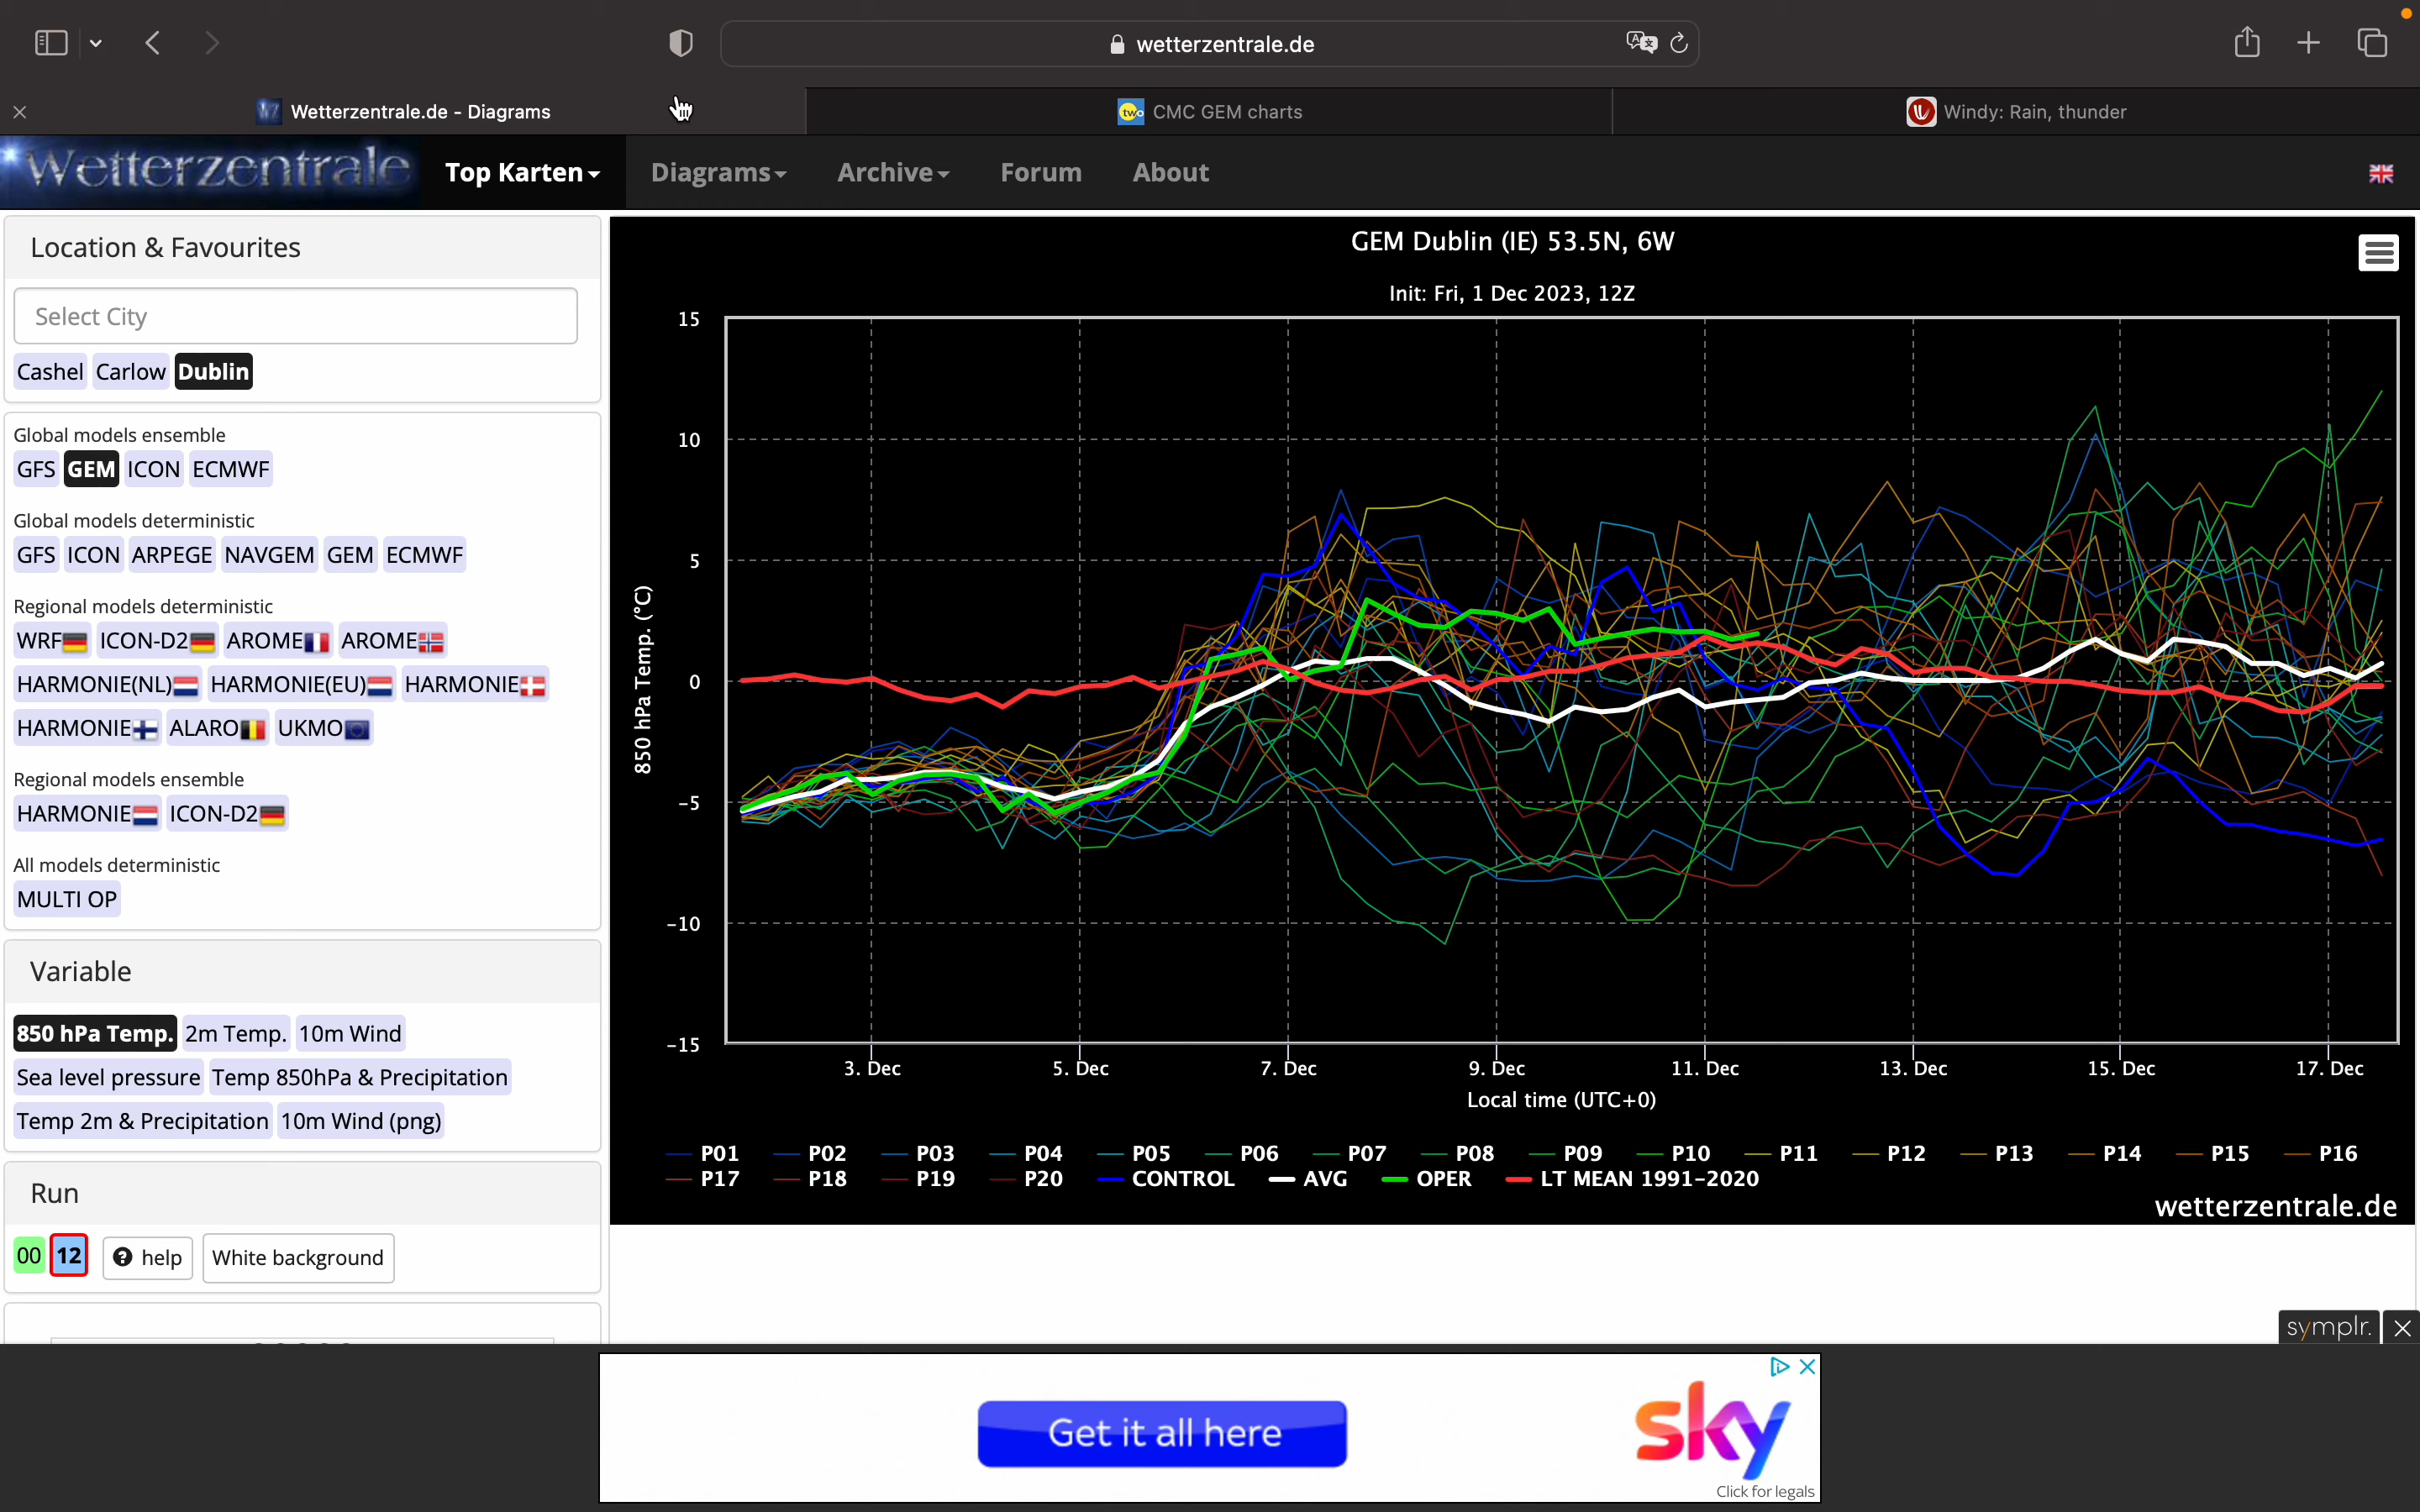 wetterzentrale.de
Wetterzentrale.de - Diagrams
two CMC GEM charts
Windy: Rain, thunder
Wetterzentrale Top Karten Diagrams Archive Forum About
Location & Favourites
Select City
Cashel Carlow Dublin
Global models ensemble
GFS GEM ICON ECMWF
Global models deterministic
GFS ICON ARPEGE NAVGEM GEM ECMWF
Regional models deterministic
WRF ICON-D2 AROME AROME
HARMONIE(NL) HARMONIE(EU) HARMONIE
HARMONIE ALARO UKMO
Regional models ensemble
HARMONIE ICON-D2
All models deterministic
MULTI OP
Variable
850 hPa Temp. 2m Temp. 10m Wind
Sea level pressure Temp 850hPa & Precipitation
Temp 2m & Precipitation 10m Wind (png)
Run
00 12 help White background
GEM Dublin (IE) 53.5N, 6W
Init: Fri, 1 Dec 2023, 12Z
850 hPa Temp. (°C)
15
10
5
0
-5
-10
-15
3. Dec 5. Dec 7. Dec 9. Dec 11. Dec 13. Dec 15. Dec 17. Dec
Local time (UTC+0)
P01 P02 P03 P04 P05 P06 P07 P08 P09 P10 P11 P12 P13 P14 P15 P16
P17 P18 P19 P20 CONTROL AVG OPER LT MEAN 1991-2020
wetterzentrale.de
symplr.
Get it all here
sky
Click for legals